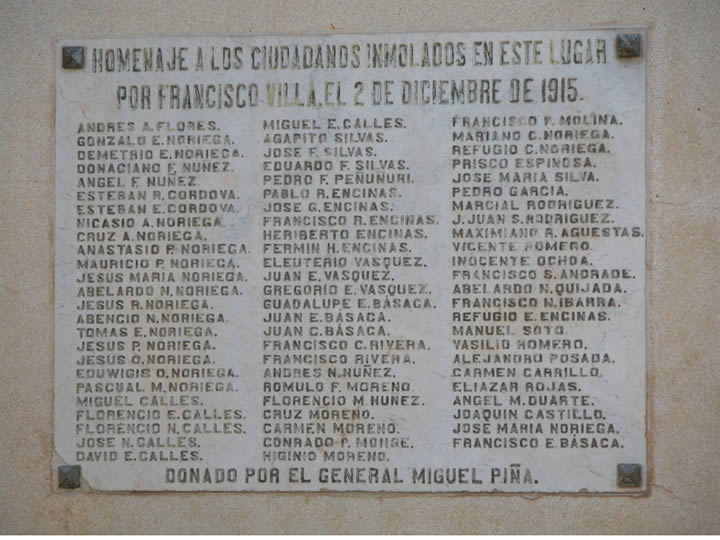 HOMENAJE A LOS CIUDADANOS INMOLADOS EN ESTE LUGAR
POR FRANCISCO VILLA, EL 2 DE DICIEMBRE DE 1915.
ANDRES A. FLORES.
GONZALO E. NORIEGA.
DEMETRIO E. NORIEGA.
DONACIANO F. NUÑEZ.
ANGEL F. NUÑEZ.
ESTEBAN R. CORDOVA.
ESTEBAN E. CORDOVA.
NICASIO A. NORIEGA.
CRUZ A. NORIEGA.
ANASTASIO P. NORIEGA.
MAURICIO P. NORIEGA.
JESUS MARIA NORIEGA.
ABELARDO N. NORIEGA.
JESUS R. NORIEGA.
ABENCIO N. NORIEGA.
TOMAS E. NORIEGA.
JESUS P. NORIEGA.
JESUS O. NORIEGA.
EDUWIGIS O. NORIEGA.
PASCUAL M. NORIEGA.
MIGUEL CALLES.
FLORENCIO E. CALLES.
FLORENCIO N. CALLES.
JOSE N. CALLES.
DAVID E. CALLES.
MIGUEL E. CALLES.
AGAPITO SILVAS.
JOSE F. SILVAS.
EDUARDO F. SILVAS.
PEDRO F. PEÑUÑURI.
PABLO R. ENCINAS.
JOSE G. ENCINAS.
FRANCISCO R. ENCINAS.
HERIBERTO ENCINAS.
FERMIN H. ENCINAS.
ELEUTERIO VASQUEZ.
JUAN E. VASQUEZ.
GREGORIO E. VASQUEZ.
GUADALUPE E. BÁSACA.
JUAN E. BÁSACA.
JUAN C. BÁSACA.
FRANCISCO C. RIVERA.
FRANCISCO RIVERA.
ANDRES N. NUÑEZ.
ROMULO F. MORENO
FLORENCIO M NUÑEZ.
CRUZ MORENO.
CARMEN MORENO.
CONRADO P. MONGE.
HIGINIO MORENO.
FRANCISCO F. MOLINA.
MARIANO C. NORIEGA.
REFUGIO C. NORIEGA.
PRISCO ESPINOSA.
JOSE MARIA SILVA.
PEDRO GARCIA.
MARCIAL RODRIGUEZ.
J. JUAN S. RODRIGUEZ.
MAXIMIANO R. AGUESTAS.
VICENTE ROMERO.
INOCENTE OCHOA.
FRANCISCO S. ANDRADE.
ABELARDO N. QUIJADA.
FRANCISCO N. IBARRA.
REFUGIO E. ENCINAS.
MANUEL SOTO.
VASILIO ROMERO.
ALEJANDRO POSADA.
CARMEN CARRILLO.
ELIAZAR ROJAS.
ANGEL M. DUARTE.
JOAQUIN CASTILLO.
JOSE MARIA NORIEGA.
FRANCISCO E. BÁSACA.
DONADO POR EL GENERAL MIGUEL PIÑA.